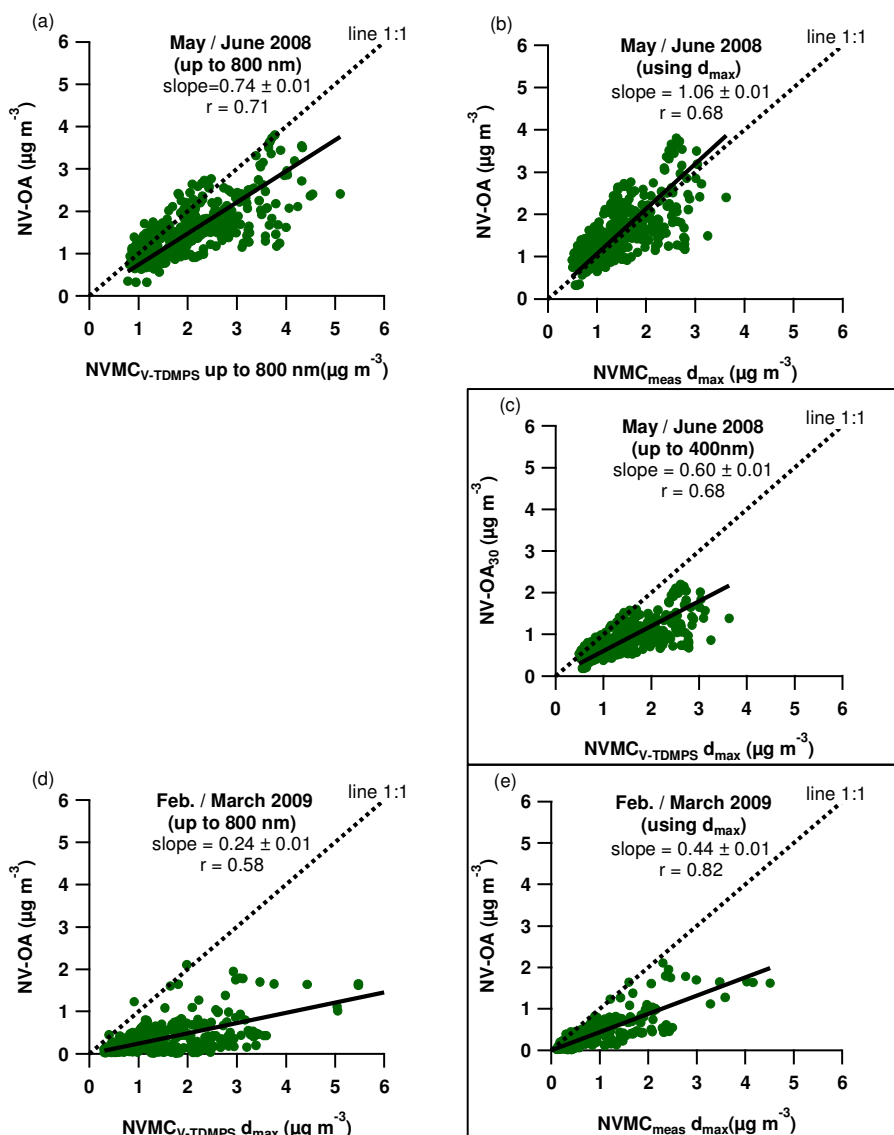 (a)
May / June 2008
(up to 800 nm)
slope=0.74 ± 0.01
r = 0.71
line 1:1
NV-OA (µg m-3)
6
5
4
3
2
1
0
0 1 2 3 4 5 6
NVMCV-TDMPS up to 800 nm(µg m-3)
(b)
May / June 2008
(using dmax)
slope = 1.06 ± 0.01
r = 0.68
line 1:1
NV-OA (µg m-3)
6
5
4
3
2
1
0
0 1 2 3 4 5 6
NVMCmeas dmax (µg m-3)
(c)
May / June 2008
(up to 400nm)
slope = 0.60 ± 0.01
r = 0.68
line 1:1
NV-OA30 (µg m-3)
6
5
4
3
2
1
0
0 1 2 3 4 5 6
NVMCV-TDMPS dmax (µg m-3)
(d)
Feb. / March 2009
(up to 800 nm)
slope = 0.24 ± 0.01
r = 0.58
line 1:1
NV-OA (µg m-3)
6
5
4
3
2
1
0
0 1 2 3 4 5 6
NVMCV-TDMPS dmax (µg m-3)
(e)
Feb. / March 2009
(using dmax)
slope = 0.44 ± 0.01
r = 0.82
line 1:1
NV-OA (µg m-3)
6
5
4
3
2
1
0
0 1 2 3 4 5 6
NVMCmeas dmax(µg m-3)